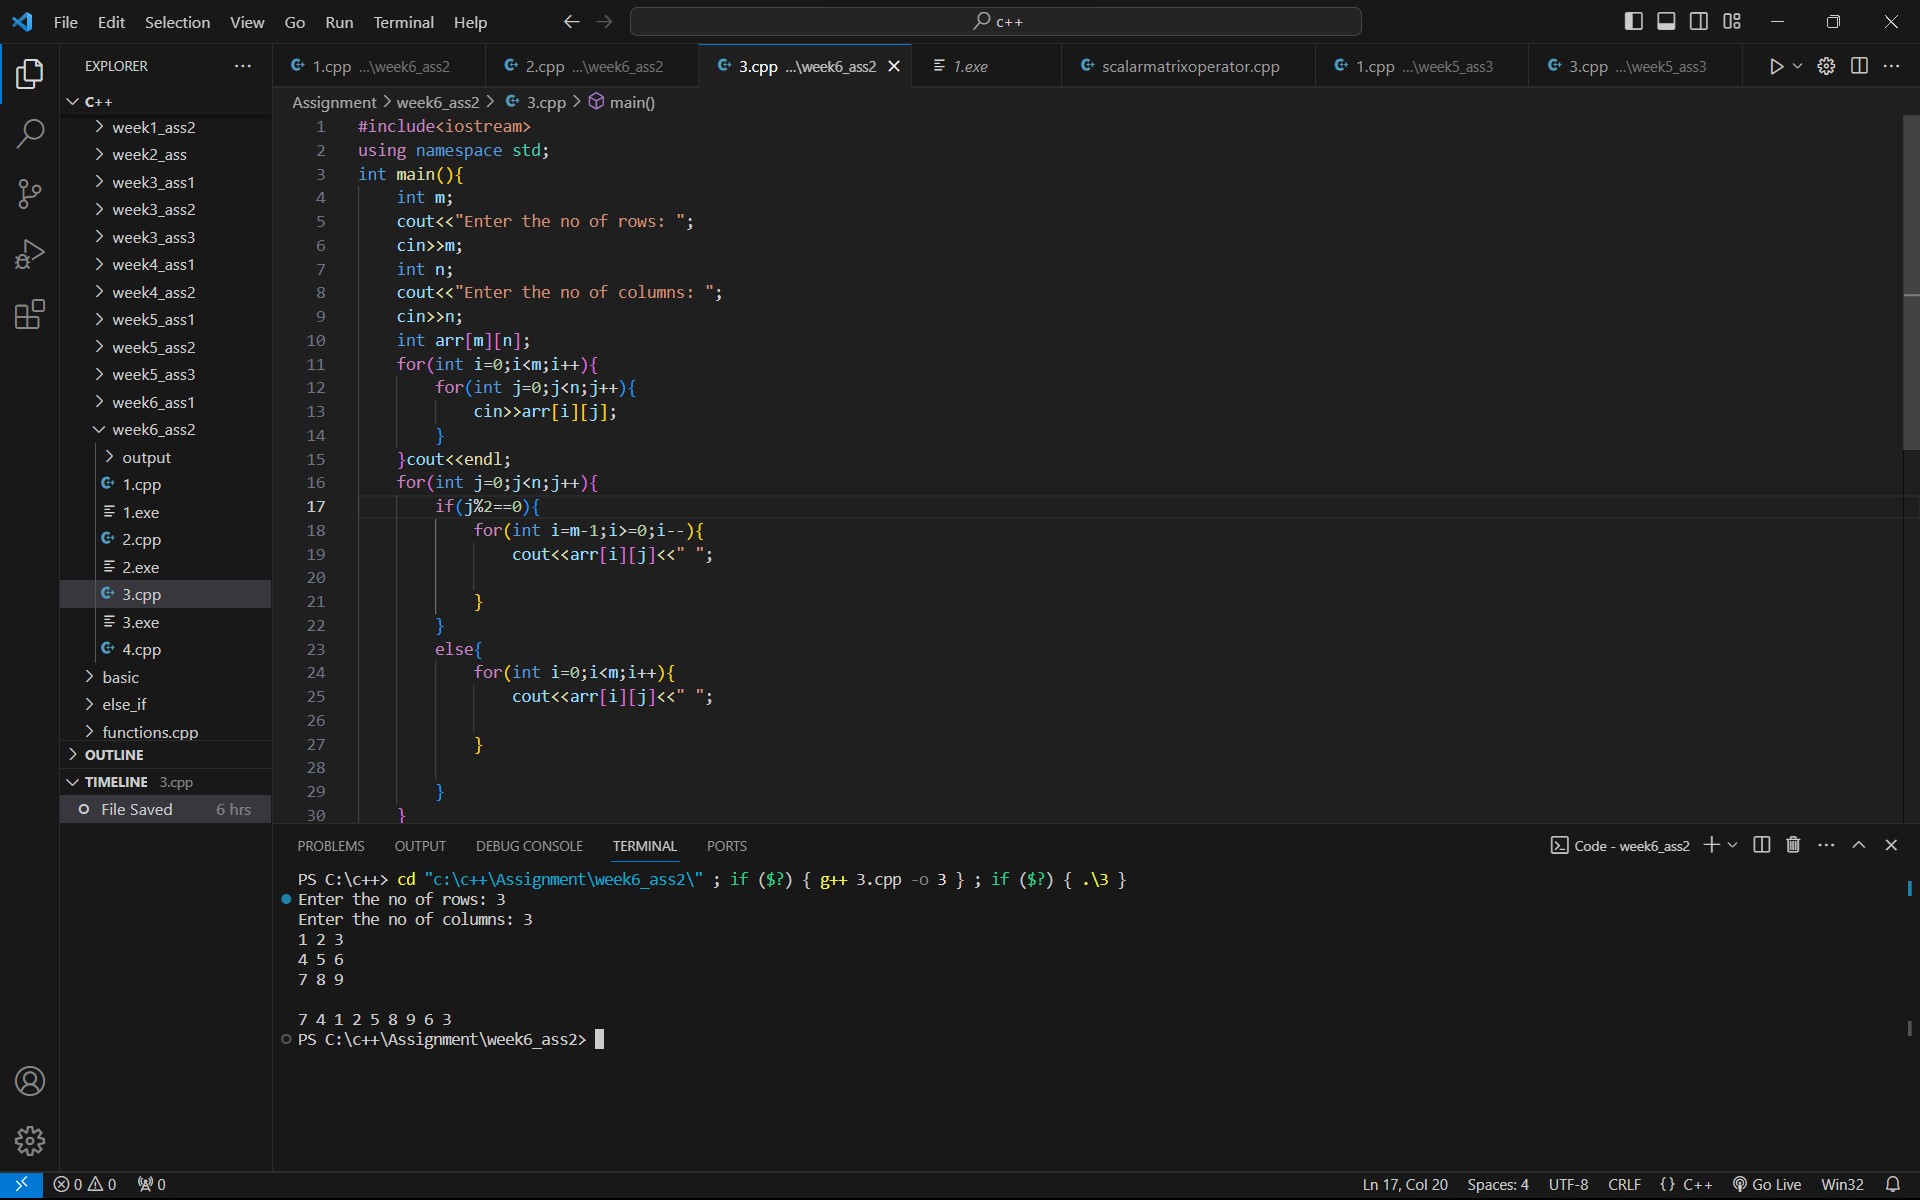 File Edit Selection View Go Run Terminal Help
c++
EXPLORER
1.cpp ...\week6_ass2
2.cpp ...\week6_ass2
3.cpp ...\week6_ass2
1.exe
scalarmatrixoperator.cpp
1.cpp ...\week5_ass3
3.cpp ...\week5_ass3
C++
week1_ass2
week2_ass
week3_ass1
week3_ass2
week3_ass3
week4_ass1
week4_ass2
week5_ass1
week5_ass2
week5_ass3
week6_ass1
week6_ass2
output
1.cpp
1.exe
2.cpp
2.exe
3.cpp
3.exe
4.cpp
basic
else_if
functions.cpp
OUTLINE
TIMELINE 3.cpp
File Saved 6 hrs
Assignment > week6_ass2 > 3.cpp > main()
1 #include<iostream>
2 using namespace std;
3 int main(){
4 int m;
5 cout<<"Enter the no of rows: ";
6 cin>>m;
7 int n;
8 cout<<"Enter the no of columns: ";
9 cin>>n;
10 int arr[m][n];
11 for(int i=0;i<m;i++){
12 for(int j=0;j<n;j++){
13 cin>>arr[i][j];
14 }
15 }cout<<endl;
16 for(int j=0;j<n;j++){
17 if(j%2==0){
18 for(int i=m-1;i>=0;i--){
19 cout<<arr[i][j]<<" ";
20
21 }
22 }
23 else{
24 for(int i=0;i<m;i++){
25 cout<<arr[i][j]<<" ";
26
27 }
28
29 }
30 }
PROBLEMS OUTPUT DEBUG CONSOLE TERMINAL PORTS
Code - week6_ass2
PS C:\c++> cd "c:\c++\Assignment\week6_ass2\" ; if ($?) { g++ 3.cpp -o 3 } ; if ($?) { .\3 }
Enter the no of rows: 3
Enter the no of columns: 3
1 2 3
4 5 6
7 8 9
7 4 1 2 5 8 9 6 3
PS C:\c++\Assignment\week6_ass2>
0 0 0
Ln 17, Col 20 Spaces: 4 UTF-8 CRLF {} C++ Go Live Win32